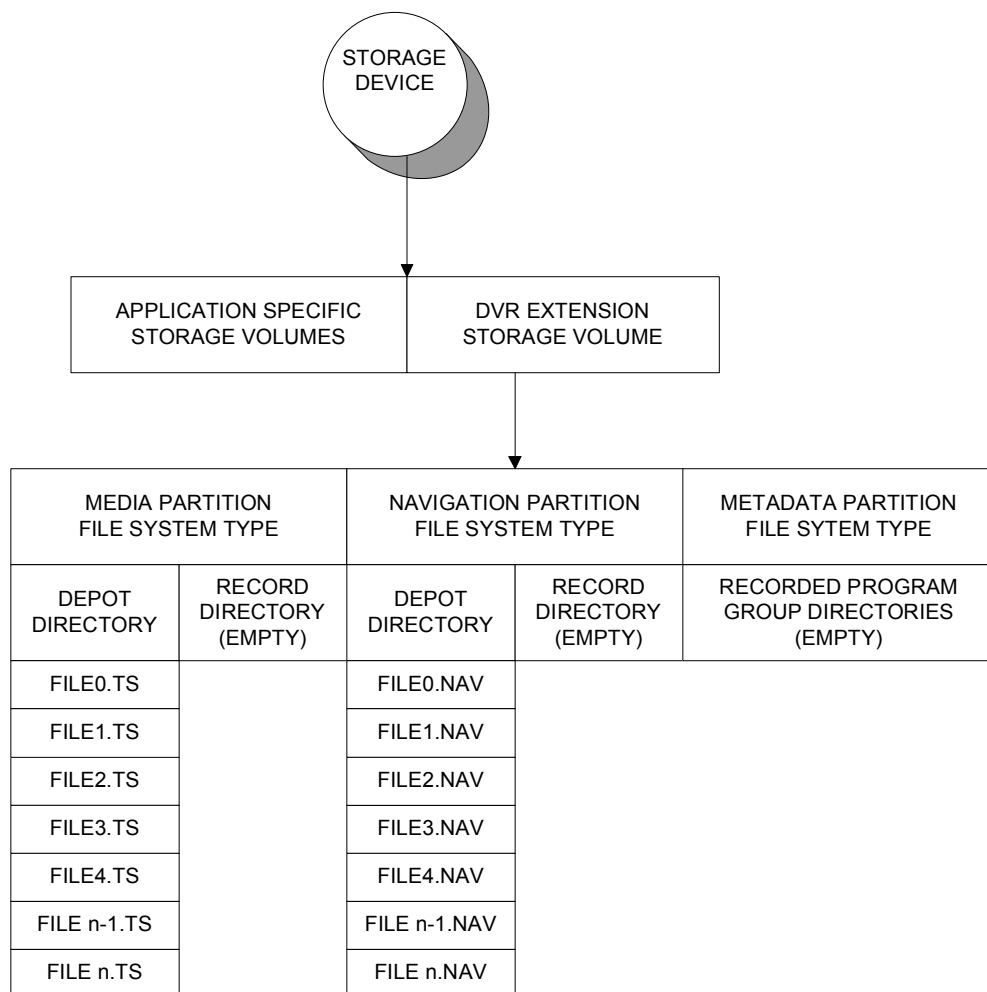 STORAGE
DEVICE
APPLICATION SPECIFIC
STORAGE VOLUMES
DVR EXTENSION
STORAGE VOLUME
MEDIA PARTITION
FILE SYSTEM TYPE
NAVIGATION PARTITION
FILE SYSTEM TYPE
METADATA PARTITION
FILE SYTEM TYPE
DEPOT
DIRECTORY
RECORD
DIRECTORY
(EMPTY)
DEPOT
DIRECTORY
RECORD
DIRECTORY
(EMPTY)
RECORDED PROGRAM
GROUP DIRECTORIES
(EMPTY)
FILE0.TS
FILE0.NAV
FILE1.TS
FILE1.NAV
FILE2.TS
FILE2.NAV
FILE3.TS
FILE3.NAV
FILE4.TS
FILE4.NAV
FILE n-1.TS
FILE n-1.NAV
FILE n.TS
FILE n.NAV